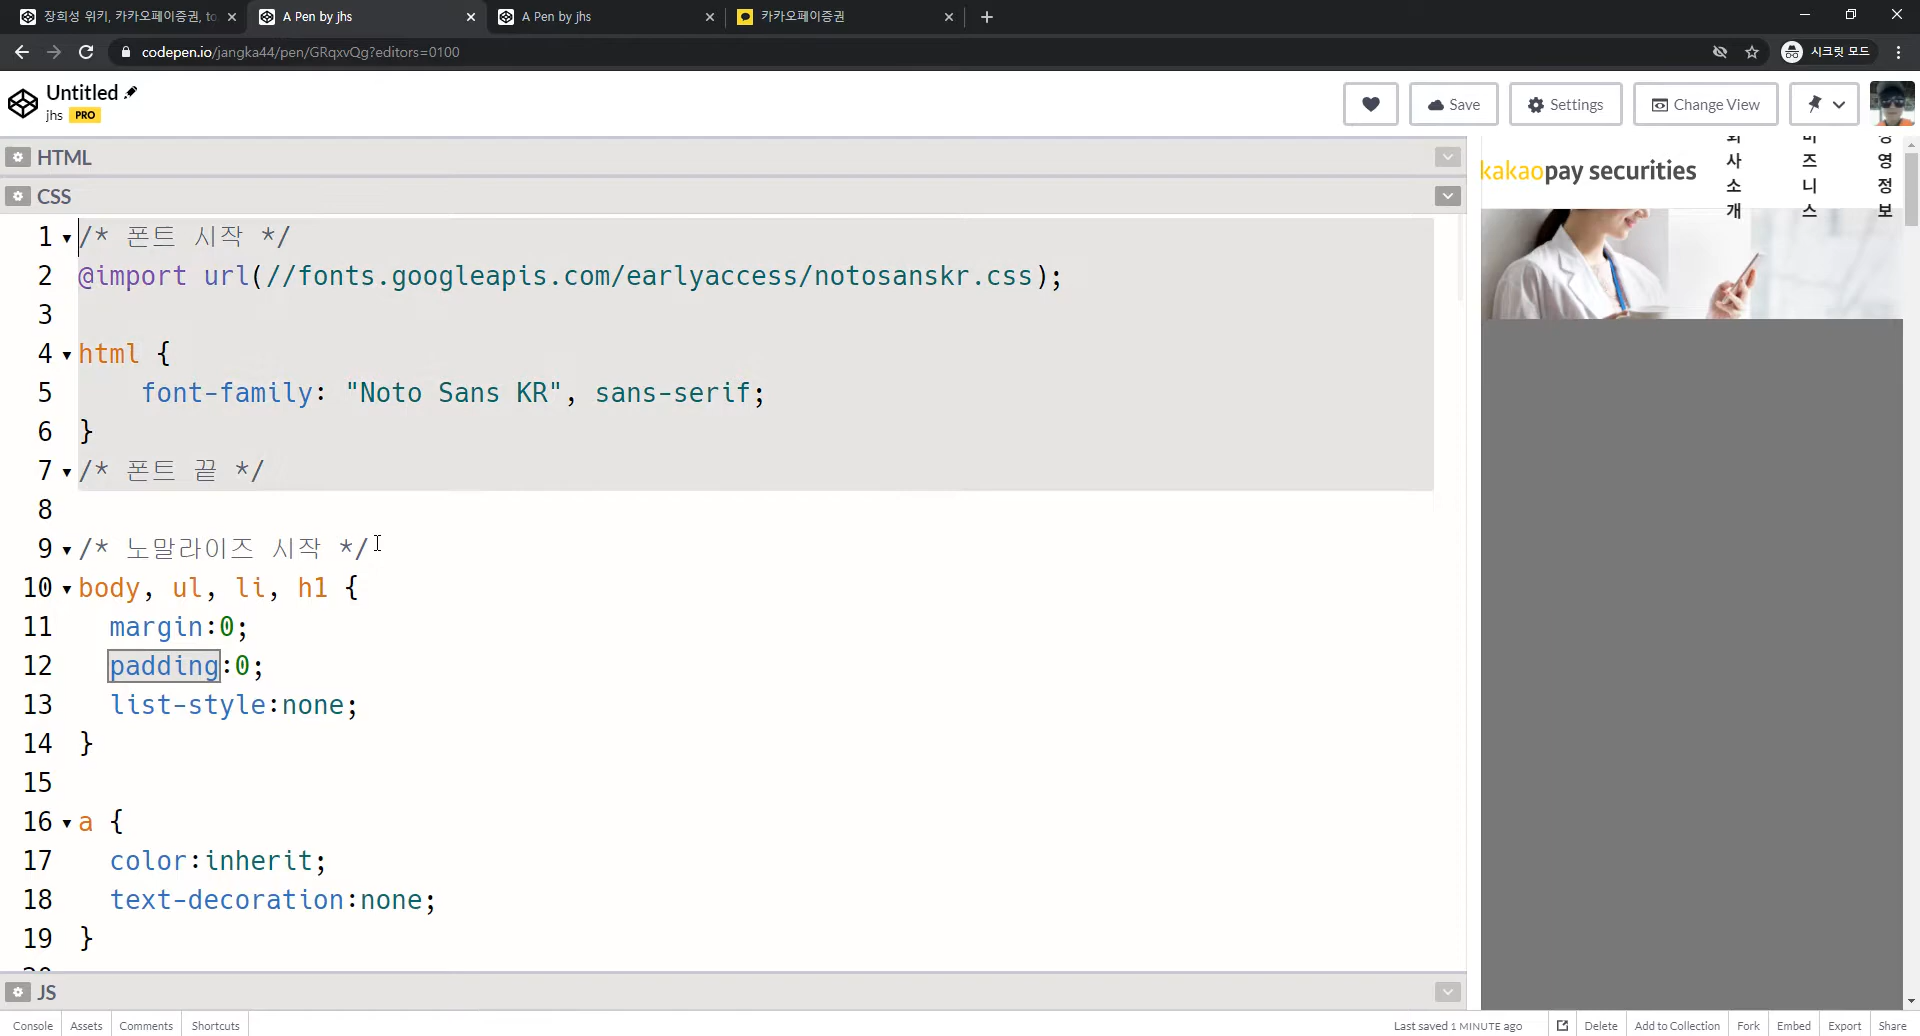 장희성 위키, 카카오페이증권, to
A Pen by jhs
A Pen by jhs
카카오페이증권
codepen.io/jangka44/pen/GRqxvQg?editors=0100
시크릿 모드
Untitled
jhs PRO
Save
Settings
Change View
HTML
CSS
1 /* 폰트 시작 */
2 @import url(//fonts.googleapis.com/earlyaccess/notosanskr.css);
3
4 html {
5 font-family: "Noto Sans KR", sans-serif;
6 }
7 /* 폰트 끝 */
8
9 /* 노말라이즈 시작 */
10 body, ul, li, h1 {
11 margin:0;
12 padding:0;
13 list-style:none;
14 }
15
16 a {
17 color:inherit;
18 text-decoration:none;
19 }
JS
kakaopay securities
사
소
개
즈
니
스
영
정
보
Console
Assets
Comments
Shortcuts
Last saved 1 MINUTE ago
Delete
Add to Collection
Fork
Embed
Export
Share